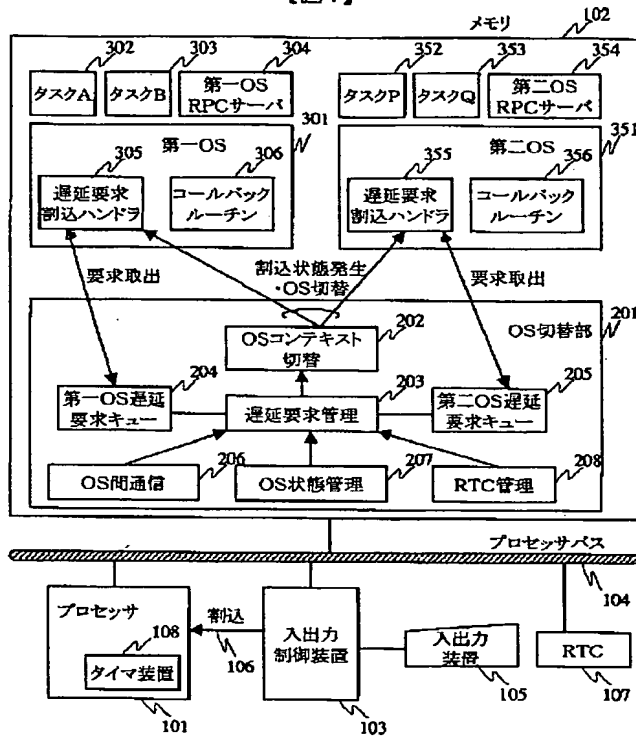 メモリ
102
302
303
304
352
353
354
タスクA
タスクB
第一OS
RPCサーバ
タスクP
タスクQ
第二OS
RPCサーバ
301
351
第一OS
第二OS
305
306
355
356
遅延要求
割込ハンドラ
コールバック
ルーチン
遅延要求
割込ハンドラ
コールバック
ルーチン
要求取出
割込状態発生
・OS切替
要求取出
201
OS切替部
202
OSコンテキスト
切替
204
203
205
第一OS遅延
要求キュー
遅延要求管理
第二OS遅延
要求キュー
206
207
208
OS間通信
OS状態管理
RTC管理
プロセッサバス
104
プロセッサ
割込
108
106
タイマ装置
入出力
制御装置
入出力
装置
RTC
101
103
105
107